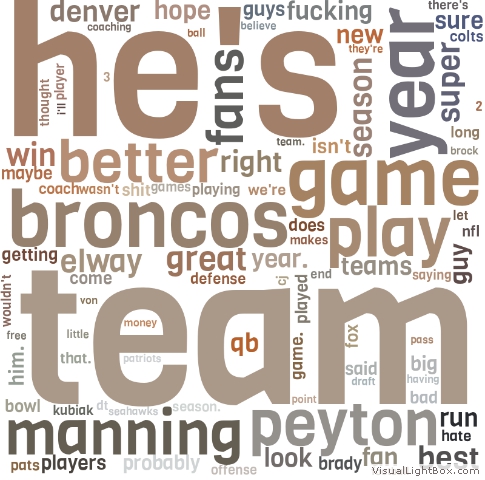 denver hope guys fucking there's
coaching ball believe new they're sure colts
he's fans year super
thought i'll player 3 season 2
team. isn't long
win better right brock
maybe game
coach wasn't shit games playing we're
broncos does play let
makes nfl
getting elway great year. teams guy
come defense cj played end saying
wouldn't team
von
free little money qb game. fox pass
him. that. patriots said big
draft having
bowl kubiak dt seahawks season. point bad
manning peyton run
hate
pats players probably offense look brady fan best
VisualLightBox.com